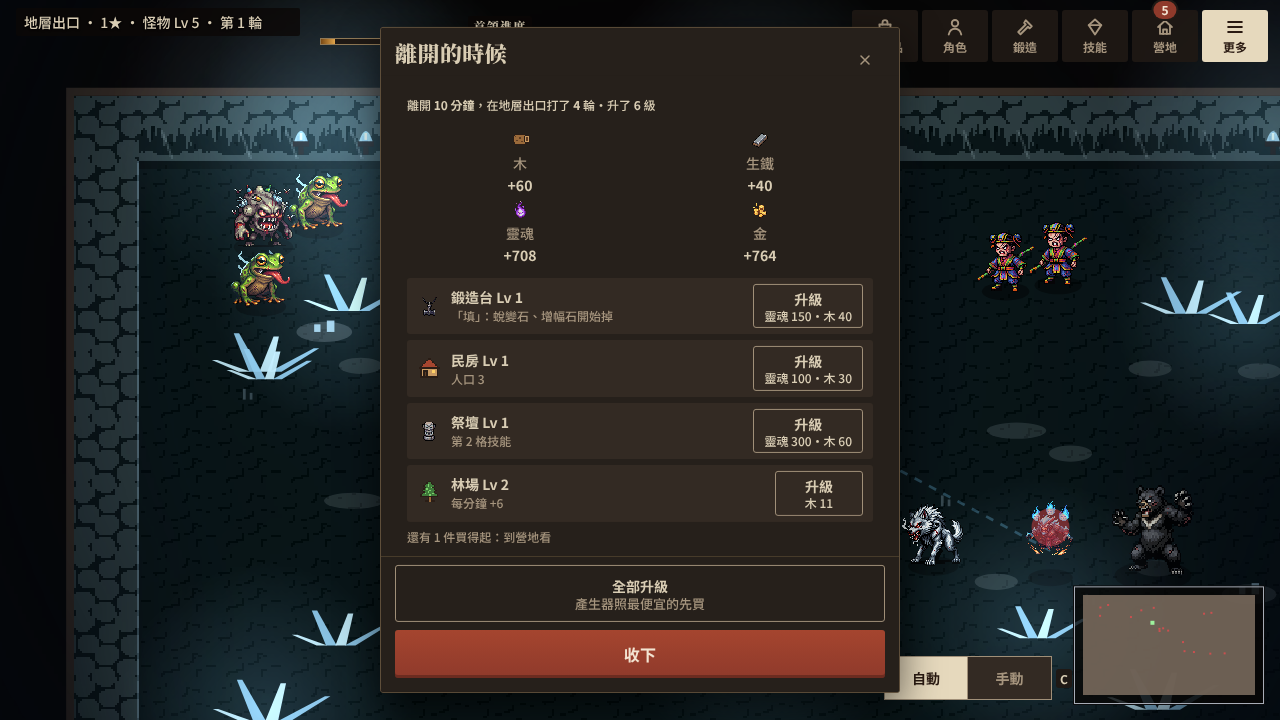 地層出口 · 1★ · 怪物 Lv 5 · 第 1 輪
5
角色
鍛造
技能
營地
更多
離開的時候
×
離開 10 分鐘，在地層出口打了 4 輪・升了 6 級
木
+60
生鐵
+40
靈魂
+708
金
+764
鍛造台 Lv 1
「填」：蛻變石、增幅石開始掉
升級
靈魂 150・木 40
民房 Lv 1
人口 3
升級
靈魂 100・木 30
祭壇 Lv 1
第 2 格技能
升級
靈魂 300・木 60
林場 Lv 2
每分鐘 +6
升級
木 11
還有 1 件買得起：到營地看
全部升級
產生器照最便宜的先買
收下
自動
手動
C